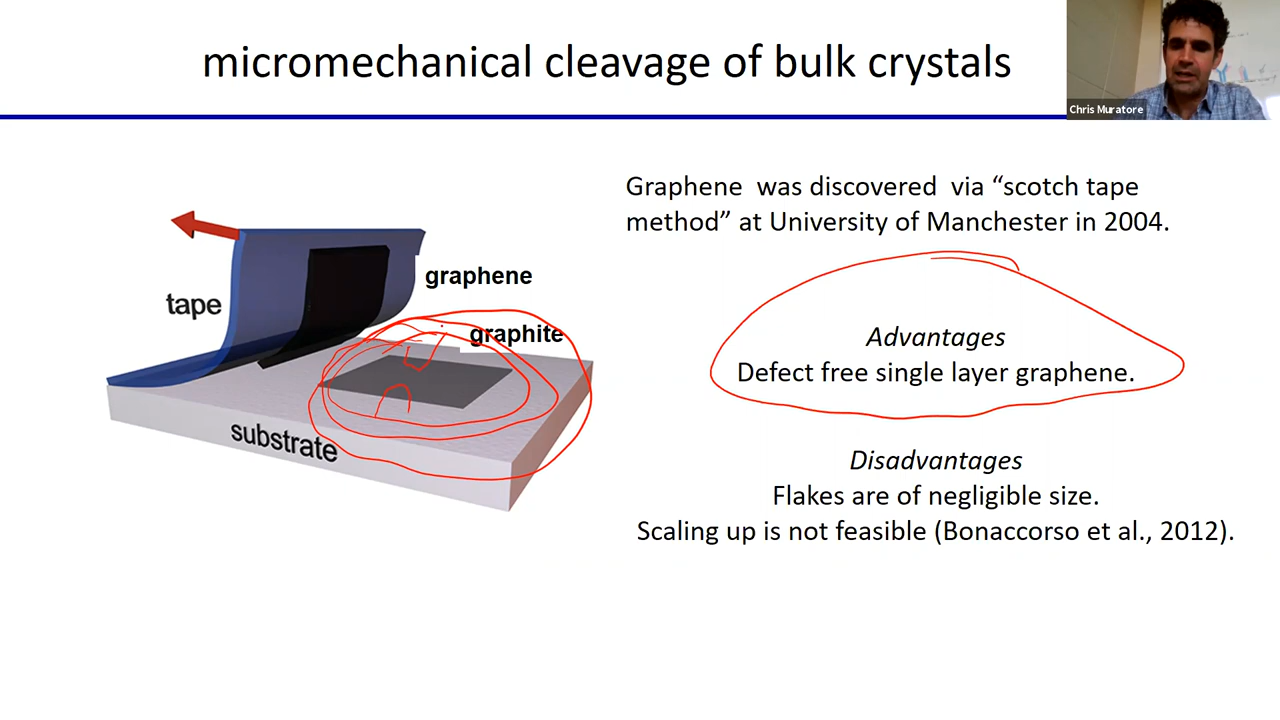 micromechanical cleavage of bulk crystals
Chris Muratore
Graphene was discovered via “scotch tape
method” at University of Manchester in 2004.
graphene
tape
graphite
substrate
Advantages
Defect free single layer graphene.
Disadvantages
Flakes are of negligible size.
Scaling up is not feasible (Bonaccorso et al., 2012).